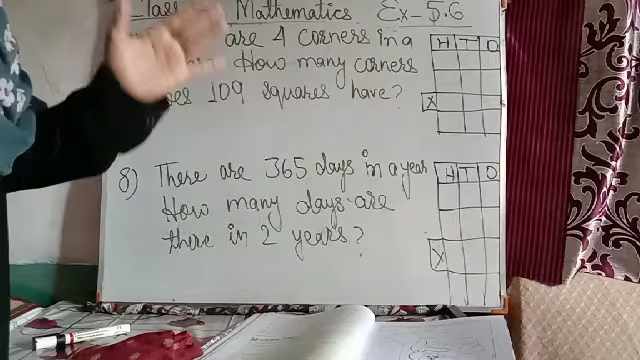 Mathematics Ex-5.6
are 4 corners in a
How many corners
109 squares have?
H T O
X
8) There are 365 days in a year
How many days are
there in 2 years?
H T O
X